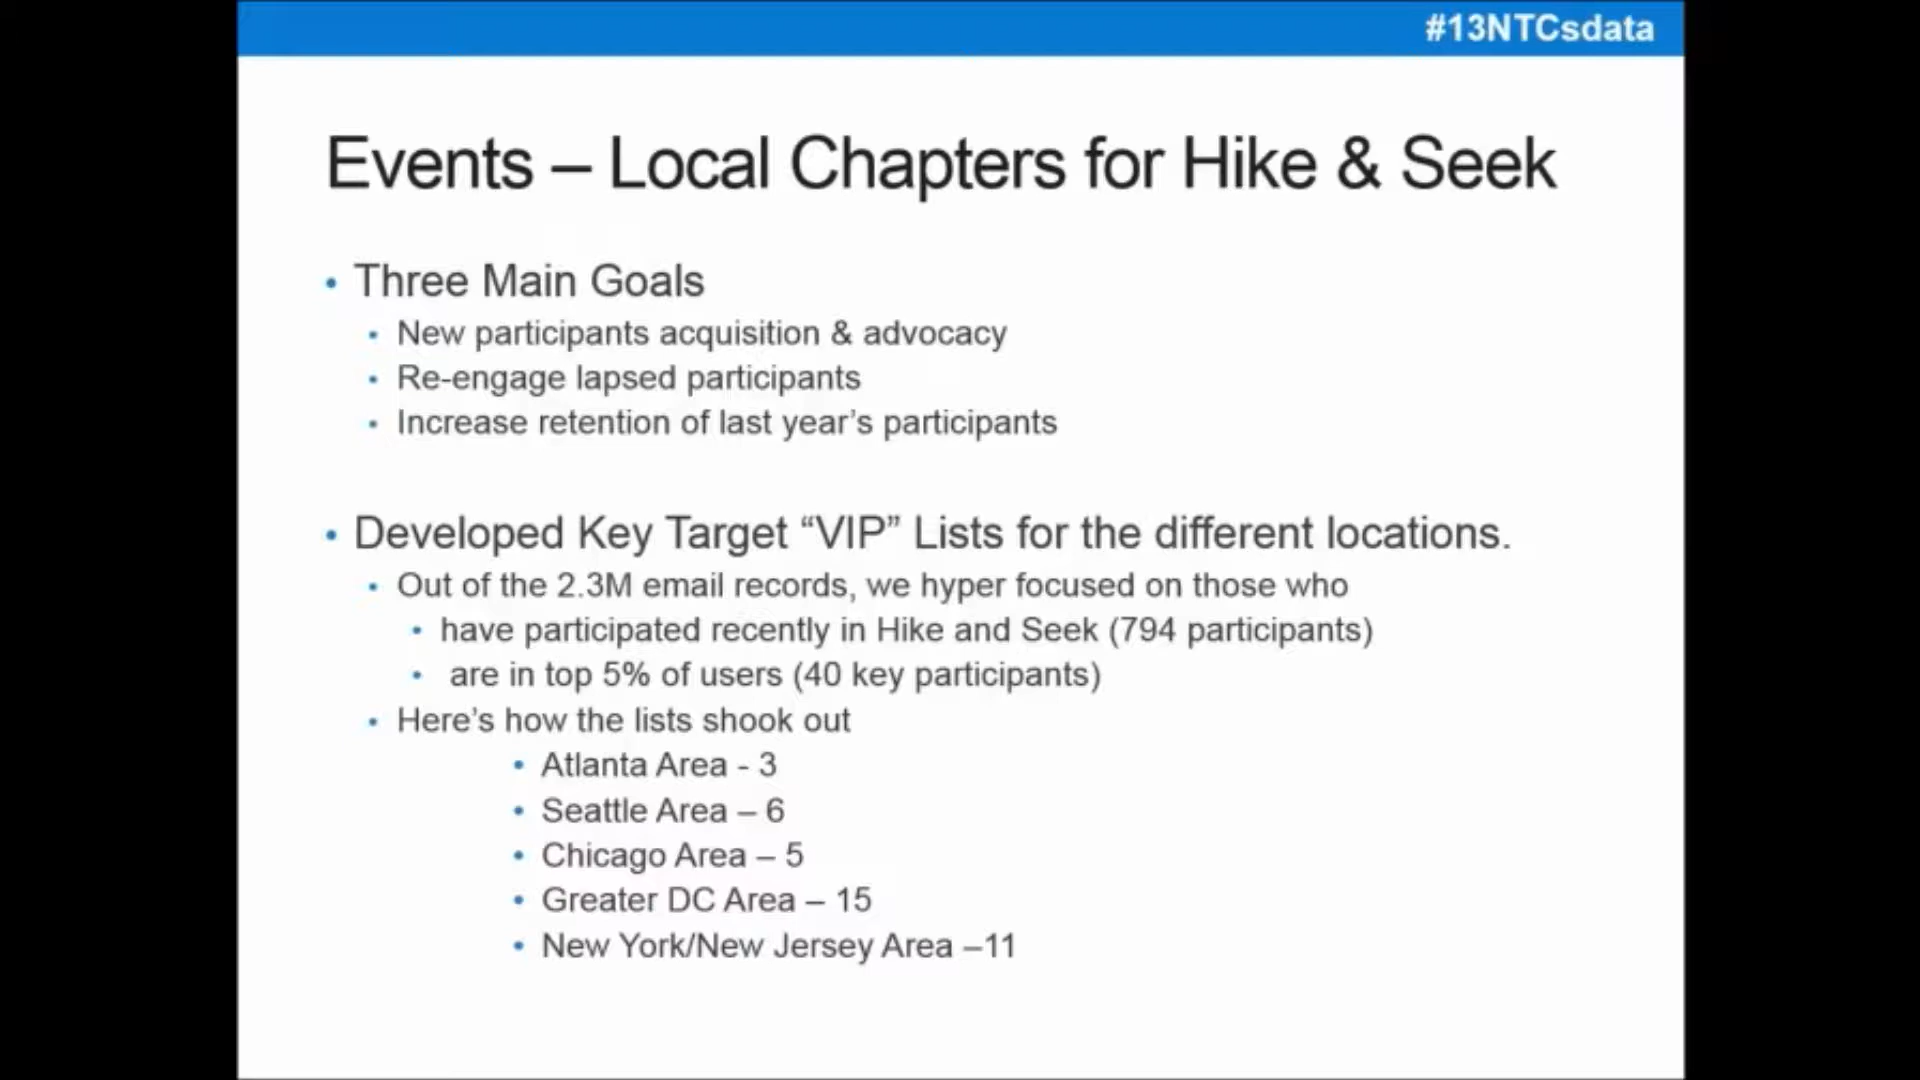 #13NTCsdata
Events – Local Chapters for Hike & Seek
• Three Main Goals
• New participants acquisition & advocacy
• Re-engage lapsed participants
• Increase retention of last year’s participants
• Developed Key Target “VIP” Lists for the different locations.
• Out of the 2.3M email records, we hyper focused on those who
• have participated recently in Hike and Seek (794 participants)
• are in top 5% of users (40 key participants)
• Here’s how the lists shook out
• Atlanta Area - 3
• Seattle Area – 6
• Chicago Area – 5
• Greater DC Area – 15
• New York/New Jersey Area –11